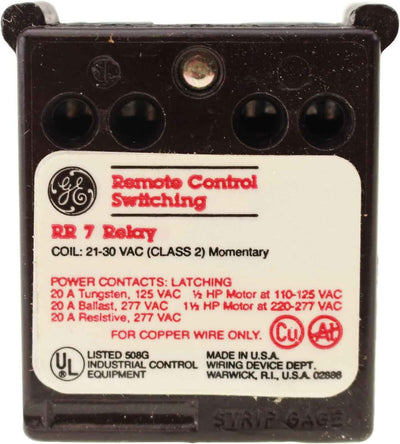 GE
Remote Control
Switching
RR 7 Relay
COIL: 21-30 VAC (CLASS 2) Momentary
POWER CONTACTS: LATCHING
20 A Tungsten, 125 VAC ½ HP Motor at 110-125 VAC
20 A Ballast, 277 VAC 1½ HP Motor at 220-277 VAC
20 A Resistive, 277 VAC
FOR COPPER WIRE ONLY. Cu Al
UL LISTED 508G MADE IN U.S.A.
INDUSTRIAL CONTROL WIRING DEVICE DEPT.
EQUIPMENT WARWICK, R.I., U.S.A. 02886
STRIP GAGE